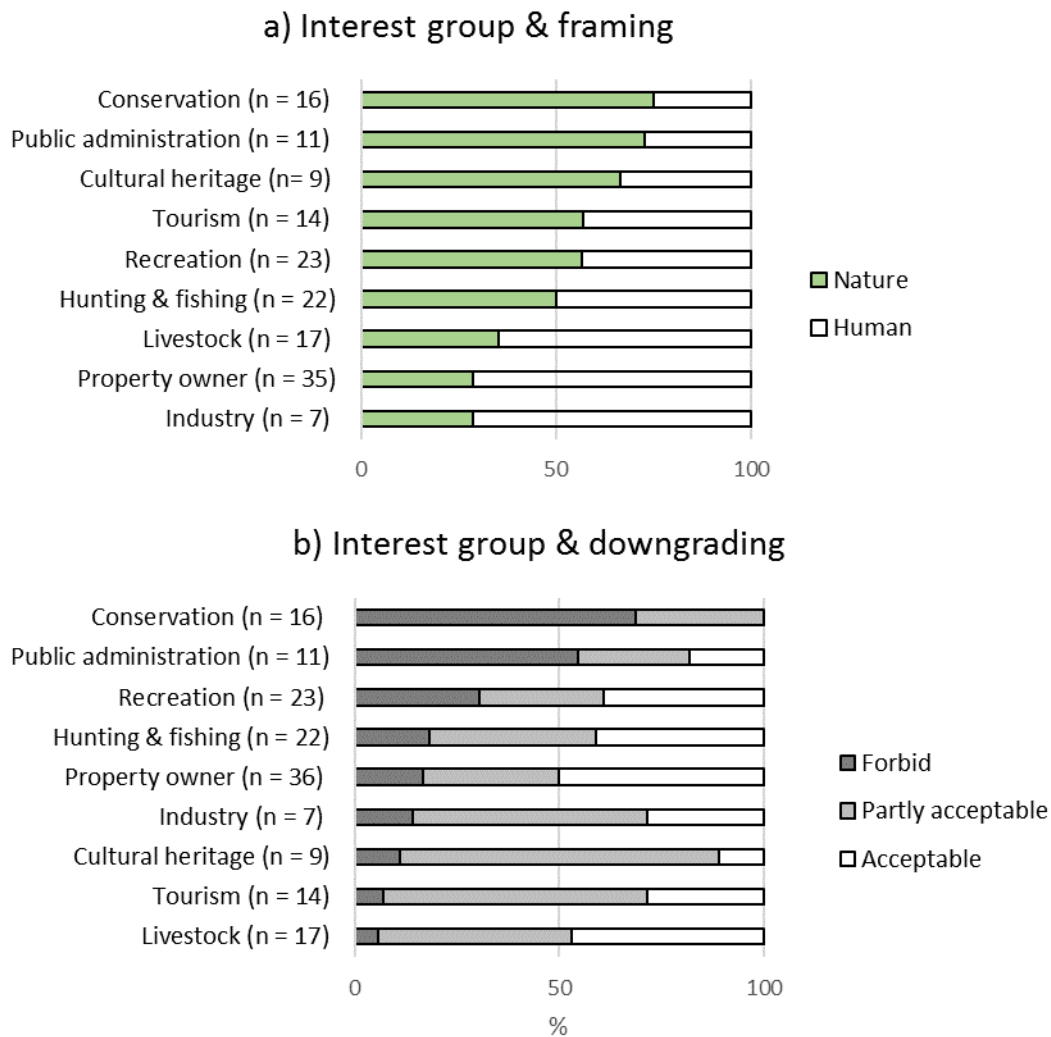 a) Interest group & framing
Conservation (n = 16)
Public administration (n = 11)
Cultural heritage (n= 9)
Tourism (n = 14)
Recreation (n = 23)
Hunting & fishing (n = 22)
Livestock (n = 17)
Property owner (n = 35)
Industry (n = 7)
0 50 100
Nature
Human
b) Interest group & downgrading
Conservation (n = 16)
Public administration (n = 11)
Recreation (n = 23)
Hunting & fishing (n = 22)
Property owner (n = 36)
Industry (n = 7)
Cultural heritage (n = 9)
Tourism (n = 14)
Livestock (n = 17)
0 50 100
%
Forbid
Partly acceptable
Acceptable